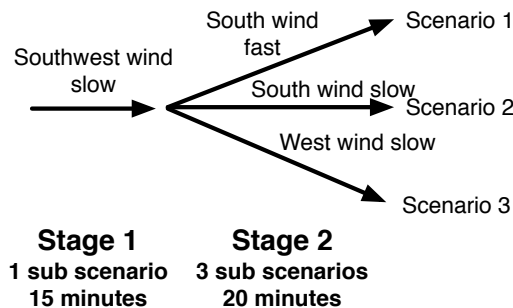 South wind
fast
Scenario 1
Southwest wind
slow
South wind slow
Scenario 2
West wind slow
Scenario 3
Stage 1
1 sub scenario
15 minutes
Stage 2
3 sub scenarios
20 minutes